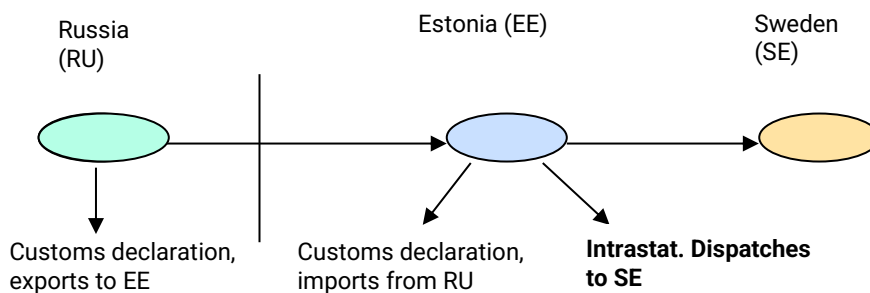 Russia
(RU)
Estonia (EE)
Sweden
(SE)
Customs declaration,
exports to EE
Customs declaration,
imports from RU
Intrastat. Dispatches
to SE